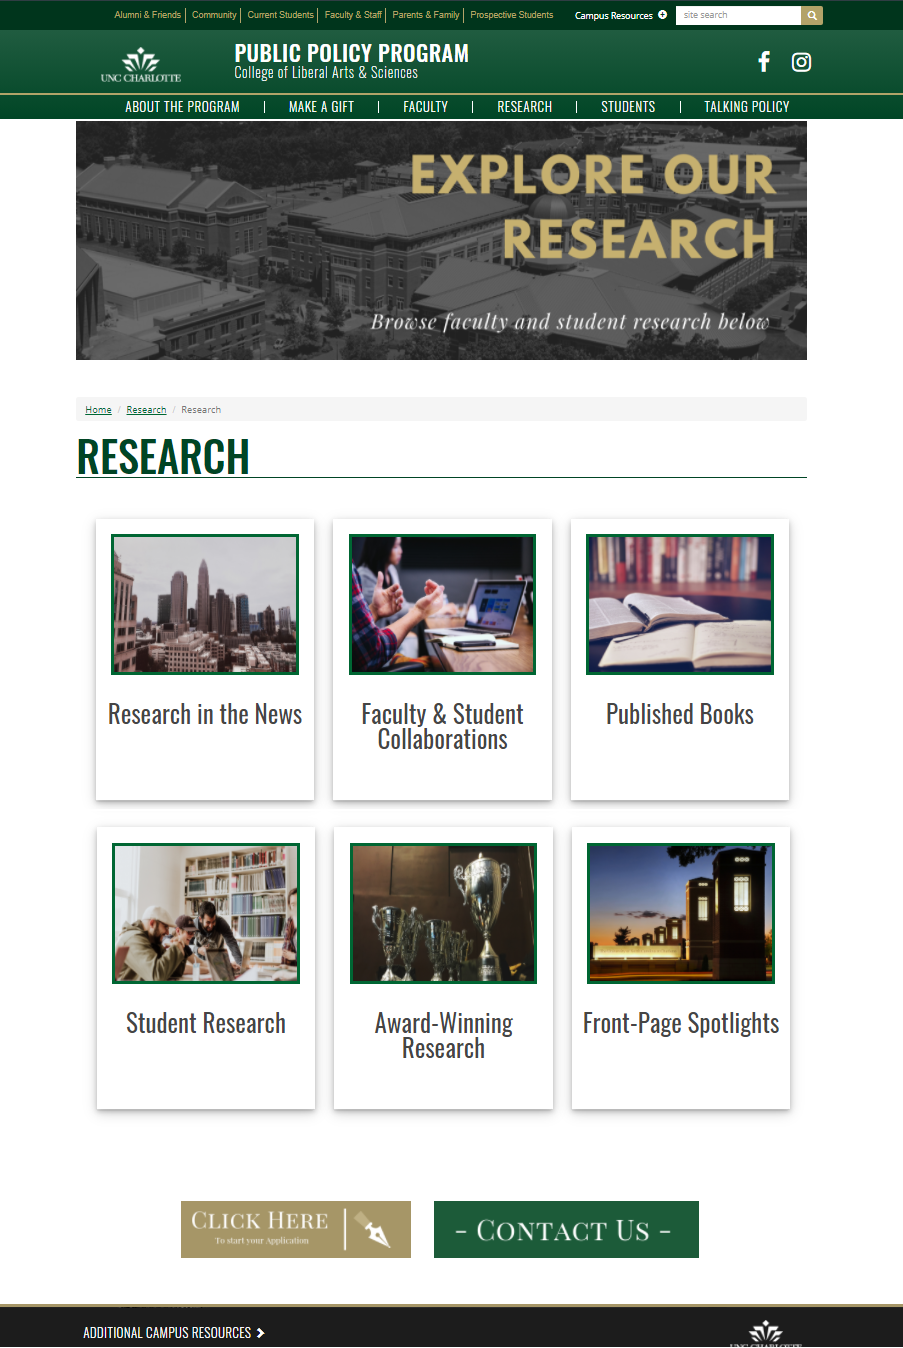 Alumni & Friends Community Current Students Faculty & Staff Parents & Family Prospective Students Campus Resources site search
UNC CHARLOTTE
PUBLIC POLICY PROGRAM
College of Liberal Arts & Sciences
ABOUT THE PROGRAM | MAKE A GIFT | FACULTY | RESEARCH | STUDENTS | TALKING POLICY
EXPLORE OUR
RESEARCH
Browse faculty and student research below
Home / Research / Research
RESEARCH
Research in the News
Faculty & Student
Collaborations
Published Books
Student Research
Award-Winning
Research
Front-Page Spotlights
CLICK HERE
To start your Application
- CONTACT US -
ADDITIONAL CAMPUS RESOURCES
UNC CHARLOTTE